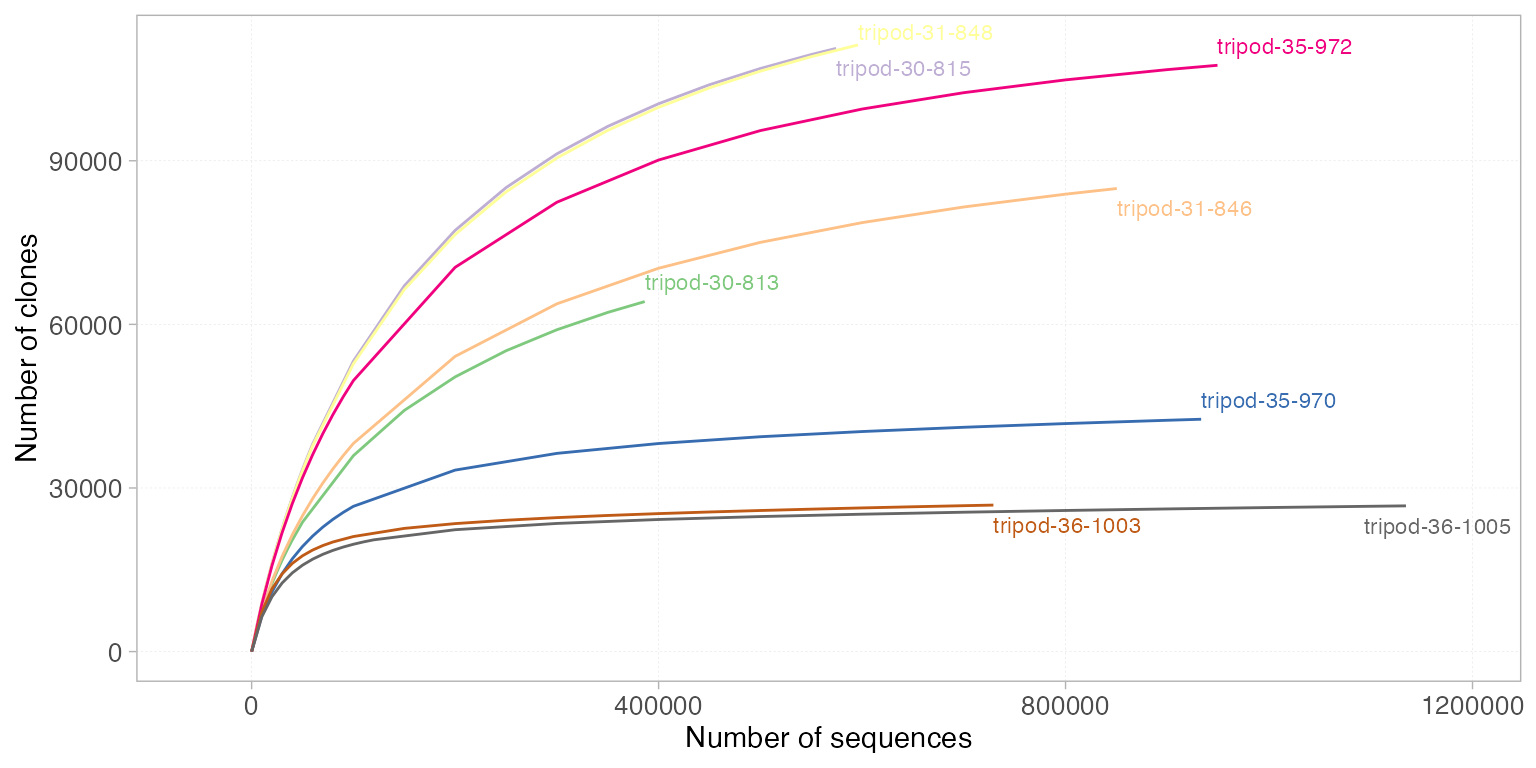 tripod-31-848
tripod-35-972
tripod-30-815
90000
tripod-31-846
tripod-30-813
60000
Number of clones
tripod-35-970
30000
tripod-36-1003
tripod-36-1005
0
0
400000
800000
1200000
Number of sequences